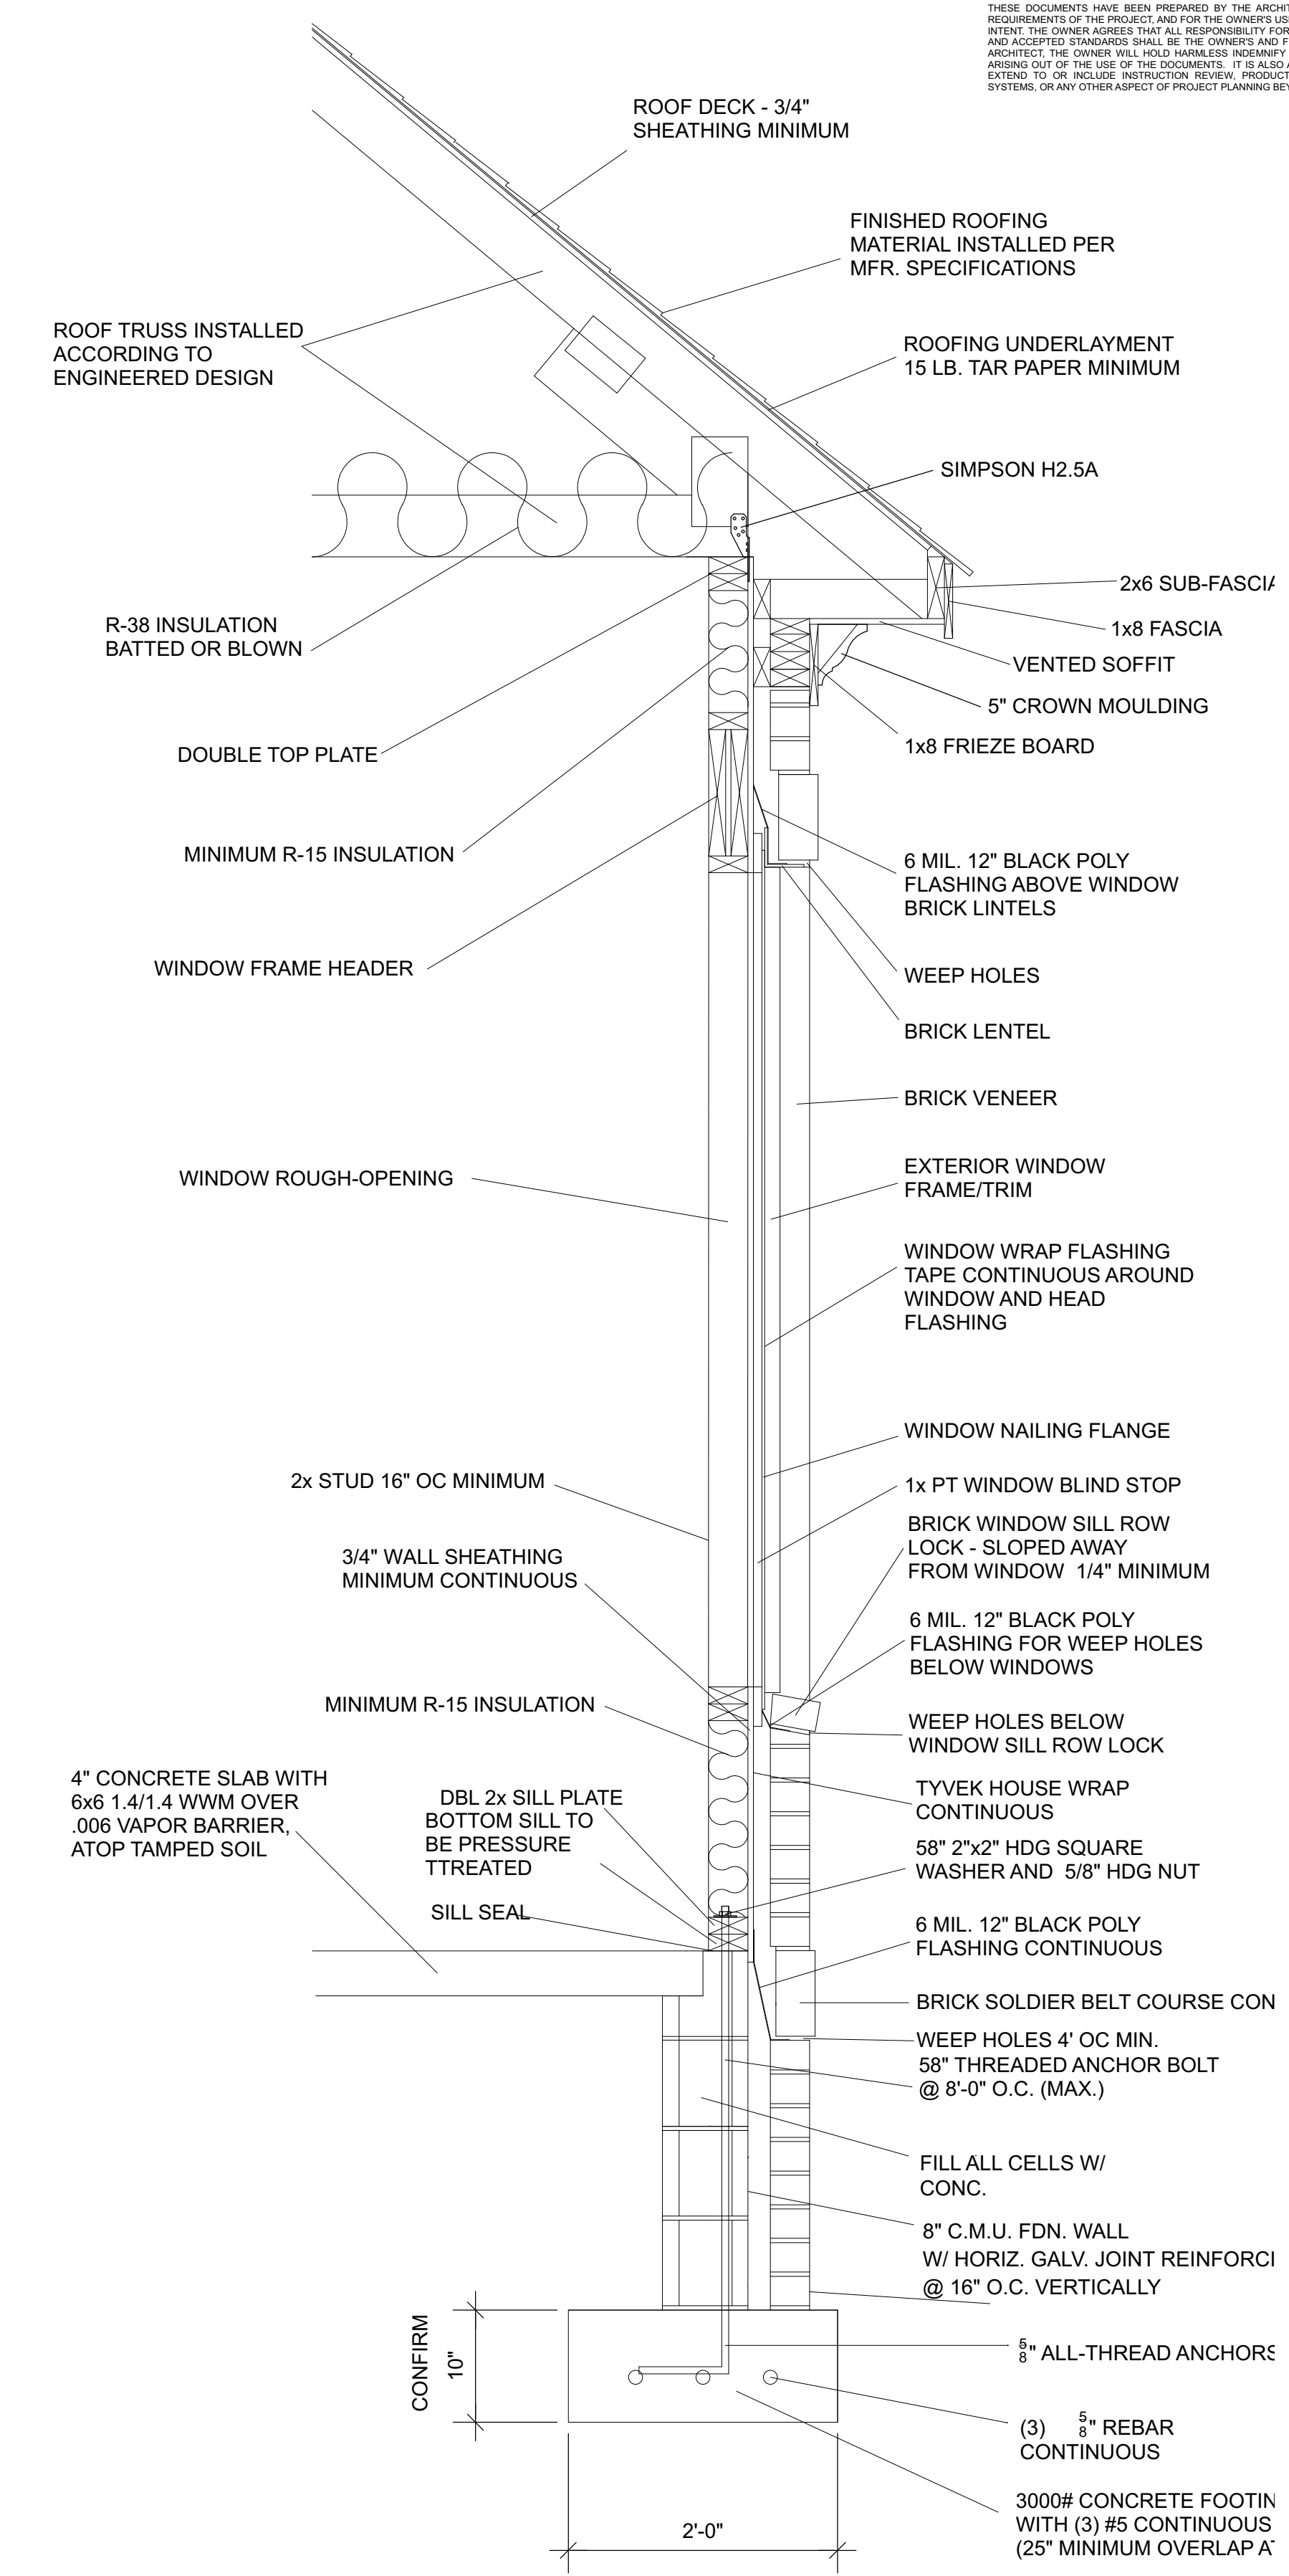 THESE DOCUMENTS HAVE BEEN PREPARED BY THE ARCHIT
REQUIREMENTS OF THE PROJECT, AND FOR THE OWNER'S US
INTENT. THE OWNER AGREES THAT ALL RESPONSIBILITY FOR
AND ACCEPTED STANDARDS SHALL BE THE OWNER'S AND F
ARCHITECT, THE OWNER WILL HOLD HARMLESS INDEMNIFY
ARISING OUT OF THE USE OF THE DOCUMENTS. IT IS ALSO
EXTEND TO OR INCLUDE INSTRUCTION REVIEW, PRODUCT
SYSTEMS, OR ANY OTHER ASPECT OF PROJECT PLANNING BE
ROOF DECK - 3/4"
SHEATHING MINIMUM
FINISHED ROOFING
MATERIAL INSTALLED PER
MFR. SPECIFICATIONS
ROOF TRUSS INSTALLED
ACCORDING TO
ENGINEERED DESIGN
ROOFING UNDERLAYMENT
15 LB. TAR PAPER MINIMUM
SIMPSON H2.5A
2x6 SUB-FASCIA
R-38 INSULATION
BATTED OR BLOWN
1x8 FASCIA
VENTED SOFFIT
5" CROWN MOULDING
1x8 FRIEZE BOARD
DOUBLE TOP PLATE
MINIMUM R-15 INSULATION
6 MIL. 12" BLACK POLY
FLASHING ABOVE WINDOW
BRICK LINTELS
WINDOW FRAME HEADER
WEEP HOLES
BRICK LENTEL
BRICK VENEER
WINDOW ROUGH-OPENING
EXTERIOR WINDOW
FRAME/TRIM
WINDOW WRAP FLASHING
TAPE CONTINUOUS AROUND
WINDOW AND HEAD
FLASHING
WINDOW NAILING FLANGE
2x STUD 16" OC MINIMUM
1x PT WINDOW BLIND STOP
BRICK WINDOW SILL ROW
LOCK - SLOPED AWAY
FROM WINDOW 1/4" MINIMUM
3/4" WALL SHEATHING
MINIMUM CONTINUOUS
6 MIL. 12" BLACK POLY
FLASHING FOR WEEP HOLES
BELOW WINDOWS
MINIMUM R-15 INSULATION
WEEP HOLES BELOW
WINDOW SILL ROW LOCK
4" CONCRETE SLAB WITH
6x6 1.4/1.4 WWM OVER
.006 VAPOR BARRIER,
ATOP TAMPED SOIL
DBL 2x SILL PLATE
BOTTOM SILL TO
BE PRESSURE
TTREATED
TYVEK HOUSE WRAP
CONTINUOUS
58" 2"x2" HDG SQUARE
WASHER AND 5/8" HDG NUT
SILL SEAL
6 MIL. 12" BLACK POLY
FLASHING CONTINUOUS
BRICK SOLDIER BELT COURSE CON
WEEP HOLES 4' OC MIN.
58" THREADED ANCHOR BOLT
@ 8'-0" O.C. (MAX.)
FILL ALL CELLS W/
CONC.
8" C.M.U. FDN. WALL
W/ HORIZ. GALV. JOINT REINFORCI
@ 16" O.C. VERTICALLY
CONFIRM
10"
5/8" ALL-THREAD ANCHORS
(3) 5/8" REBAR
CONTINUOUS
3000# CONCRETE FOOTIN
WITH (3) #5 CONTINUOUS
(25" MINIMUM OVERLAP AT
2'-0"